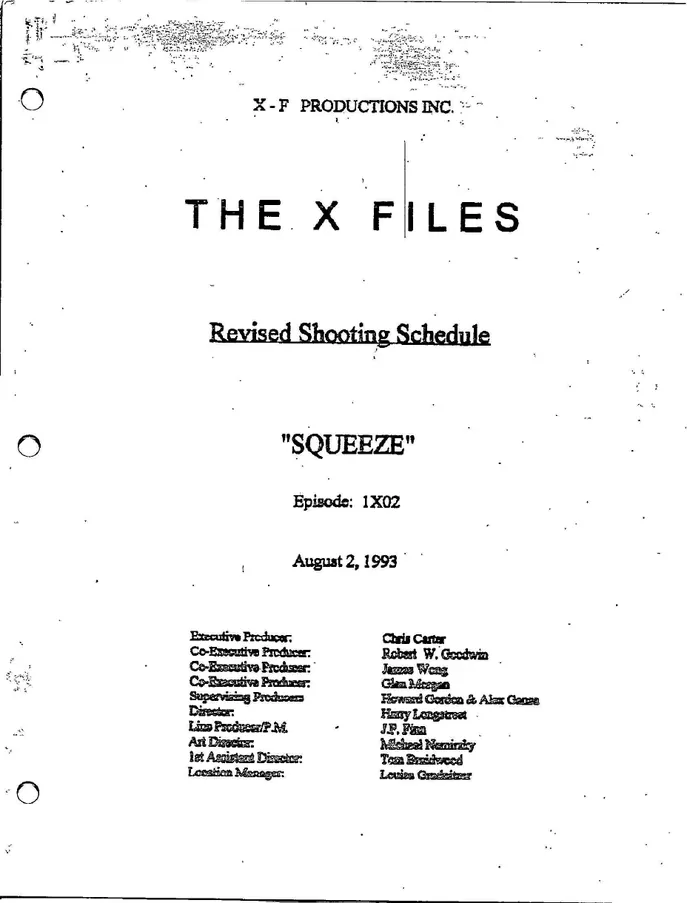 X - F PRODUCTIONS INC.
THE X FILES
Revised Shooting Schedule
"SQUEEZE"
Episode: 1X02
August 2, 1993
Executive Producer: Chris Carter
Co-Executive Producer: Robert W. Goodwin
Co-Executive Producer: James Wong
Co-Executive Producer: Glen Morgan
Supervising Producers Howard Gordon & Alex Gansa
Director: Harry Longstreet
Line Producer/P.M. J.P. Finn
Art Director: Michael Nemirsky
1st Assistant Director: Tom Braidwood
Location Manager: Louisa Gradnitzer